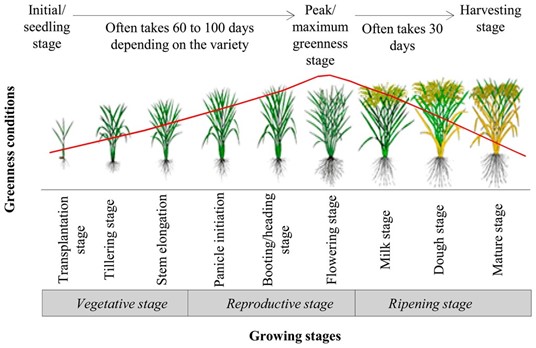 Initial/
seedling
stage
Often takes 60 to 100 days
depending on the variety
Peak/
maximum
greenness
stage
Often takes 30
days
Harvesting
stage
Greenness conditions
Transplantation
stage
Tillering stage
Stem elongation
Panicle initiation
Booting/heading
stage
Flowering stage
Milk stage
Dough stage
Mature stage
Vegetative stage
Reproductive stage
Ripening stage
Growing stages